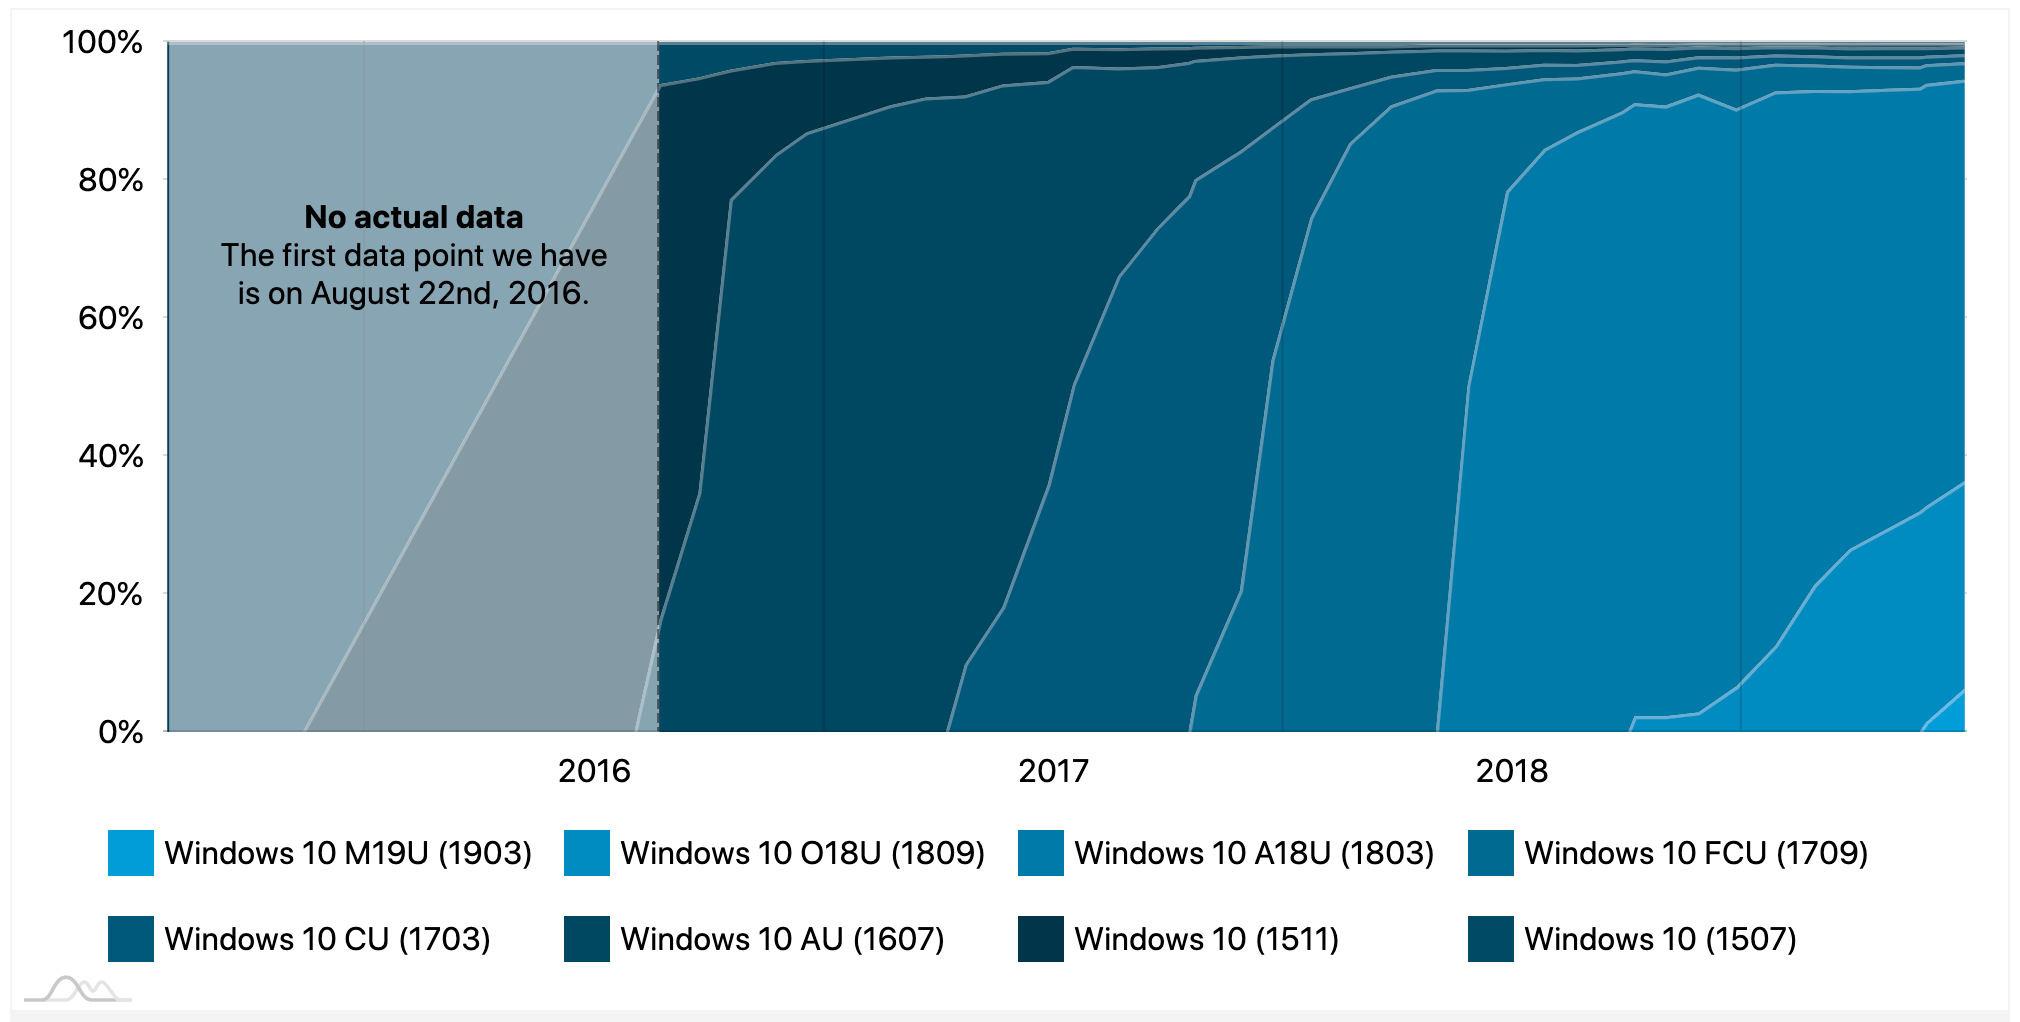 100%
80%
60%
40%
20%
0%
No actual data
The first data point we have
is on August 22nd, 2016.
2016 2017 2018
Windows 10 M19U (1903) Windows 10 O18U (1809) Windows 10 A18U (1803) Windows 10 FCU (1709)
Windows 10 CU (1703) Windows 10 AU (1607) Windows 10 (1511) Windows 10 (1507)